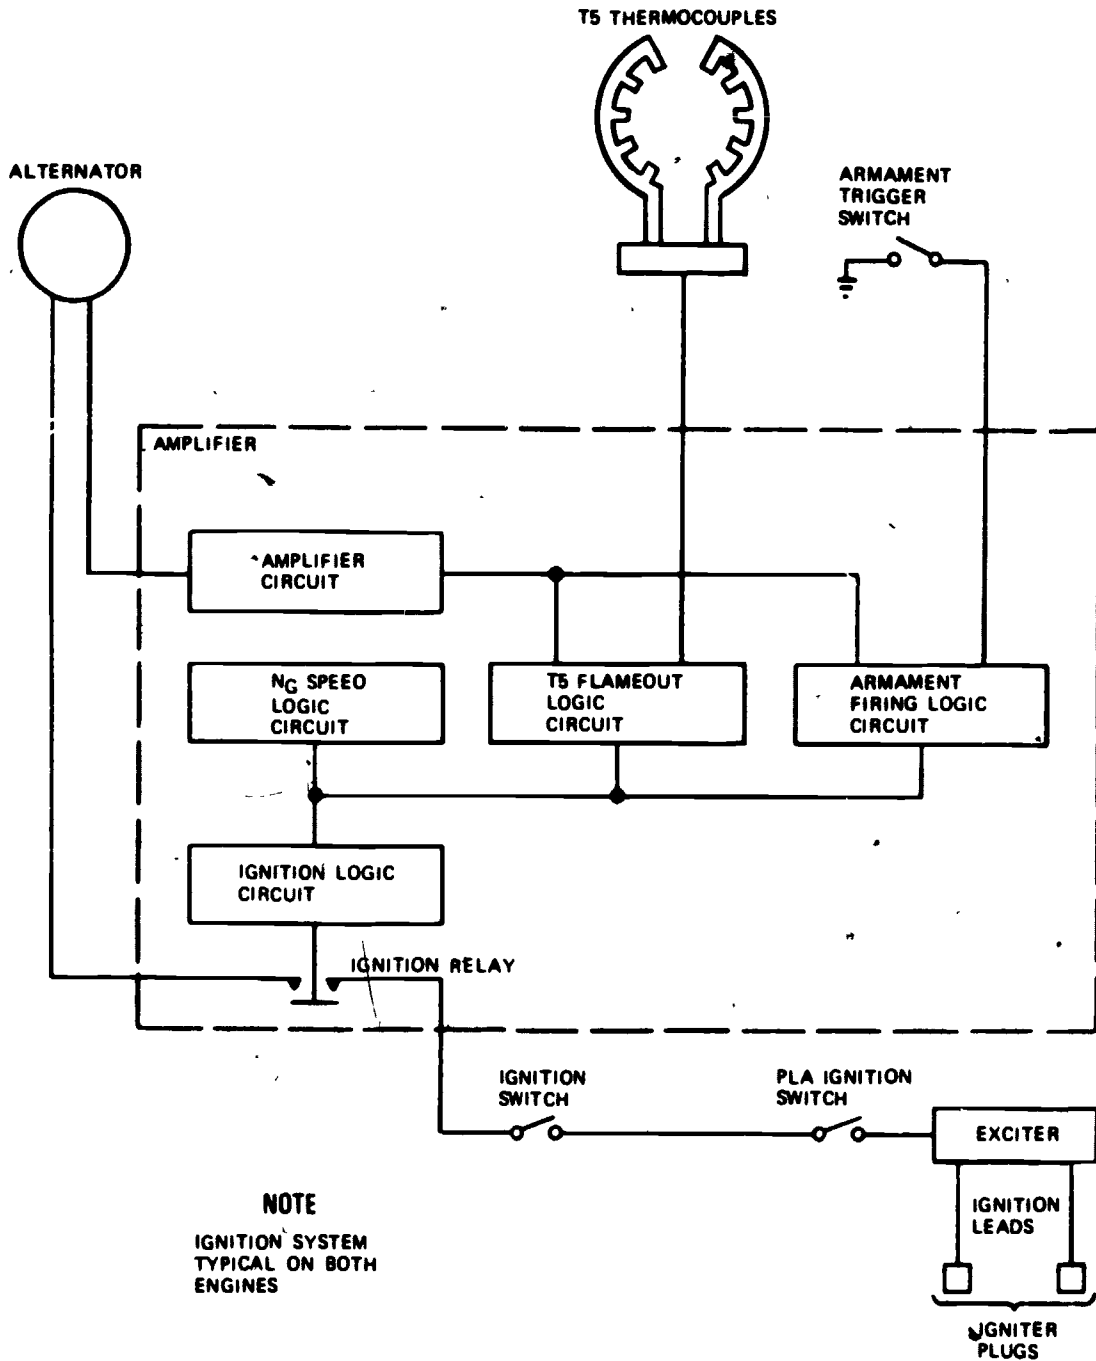 T5 THERMOCOUPLES
ALTERNATOR
ARMAMENT
TRIGGER
SWITCH
AMPLIFIER
AMPLIFIER
CIRCUIT
NG SPEEO
LOGIC
CIRCUIT
T5 FLAMEOUT
LOGIC
CIRCUIT
ARMAMENT
FIRING LOGIC
CIRCUIT
IGNITION LOGIC
CIRCUIT
IGNITION RELAY
IGNITION
SWITCH
PLA IGNITION
SWITCH
EXCITER
IGNITION
LEADS
IGNITER
PLUGS
NOTE
IGNITION SYSTEM
TYPICAL ON BOTH
ENGINES